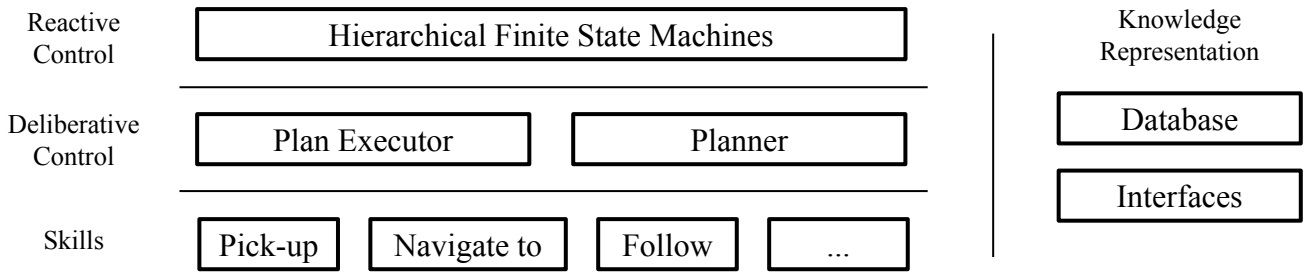 Reactive
Control
Hierarchical Finite State Machines
Deliberative
Control
Plan Executor
Planner
Skills
Pick-up
Navigate to
Follow
...
Knowledge
Representation
Database
Interfaces